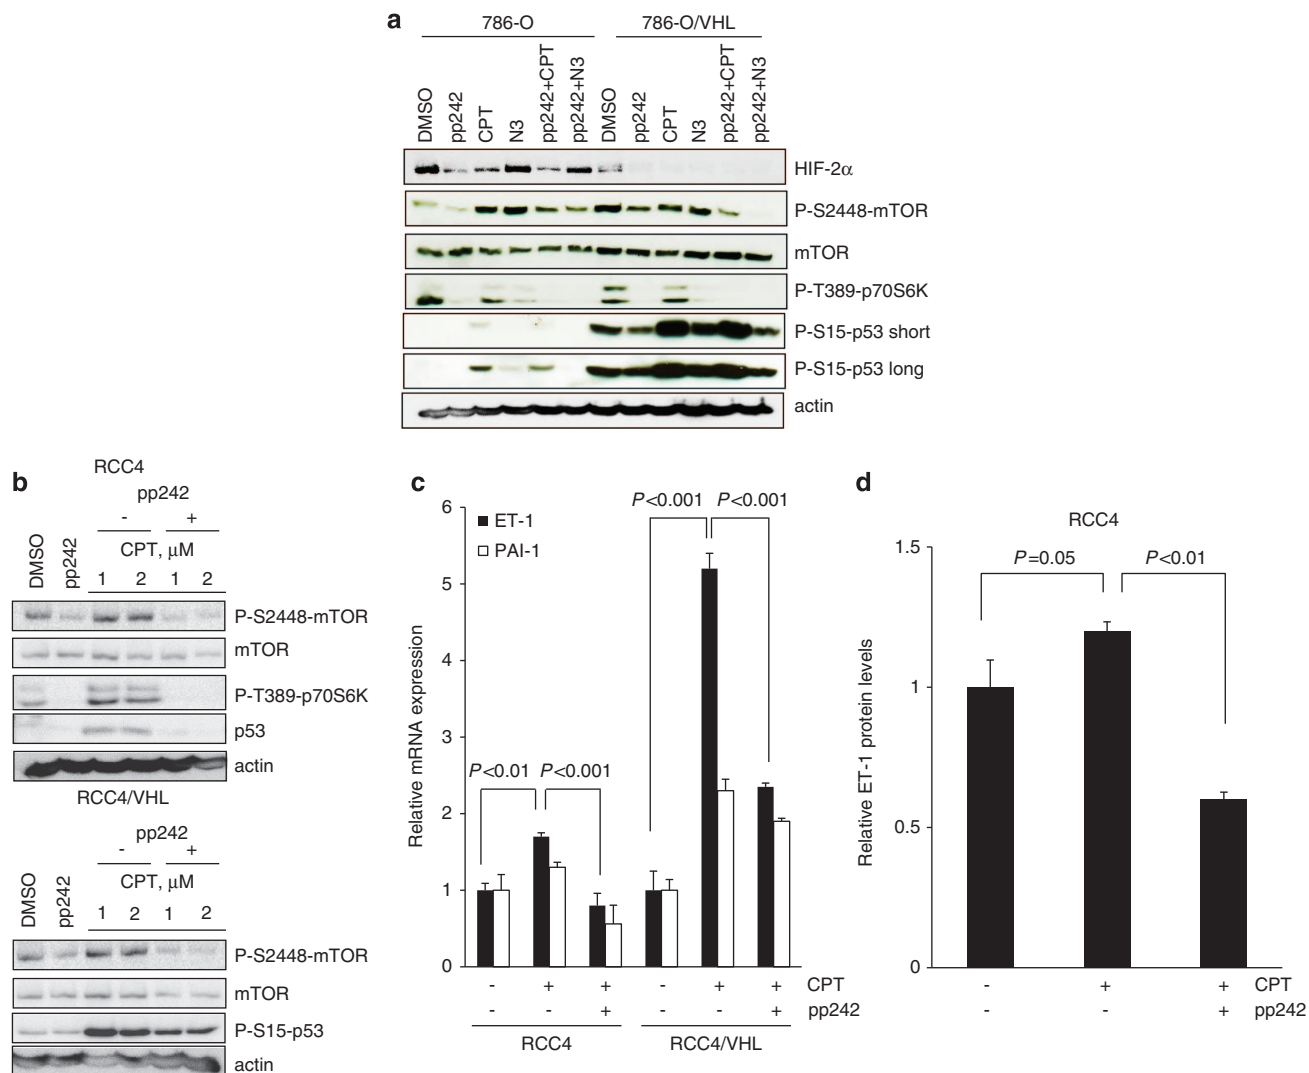 a
786-O
786-O/VHL
DMSO
pp242
CPT
N3
pp242+CPT
pp242+N3
DMSO
pp242
CPT
N3
pp242+CPT
pp242+N3
HIF-2α
P-S2448-mTOR
mTOR
P-T389-p70S6K
P-S15-p53 short
P-S15-p53 long
actin
b
RCC4
pp242
- +
DMSO
pp242
CPT, μM
1 2 1 2
P-S2448-mTOR
mTOR
P-T389-p70S6K
p53
actin
RCC4/VHL
pp242
- +
DMSO
pp242
CPT, μM
1 2 1 2
P-S2448-mTOR
mTOR
P-S15-p53
actin
c
Relative mRNA expression
6
5
4
3
2
1
0
ET-1
PAI-1
P<0.01
P<0.001
P<0.001
P<0.001
- + + - + + CPT
- - + - - + pp242
RCC4
RCC4/VHL
d
RCC4
Relative ET-1 protein levels
1.5
1
0.5
0
P=0.05
P<0.01
- + + CPT
- - + pp242